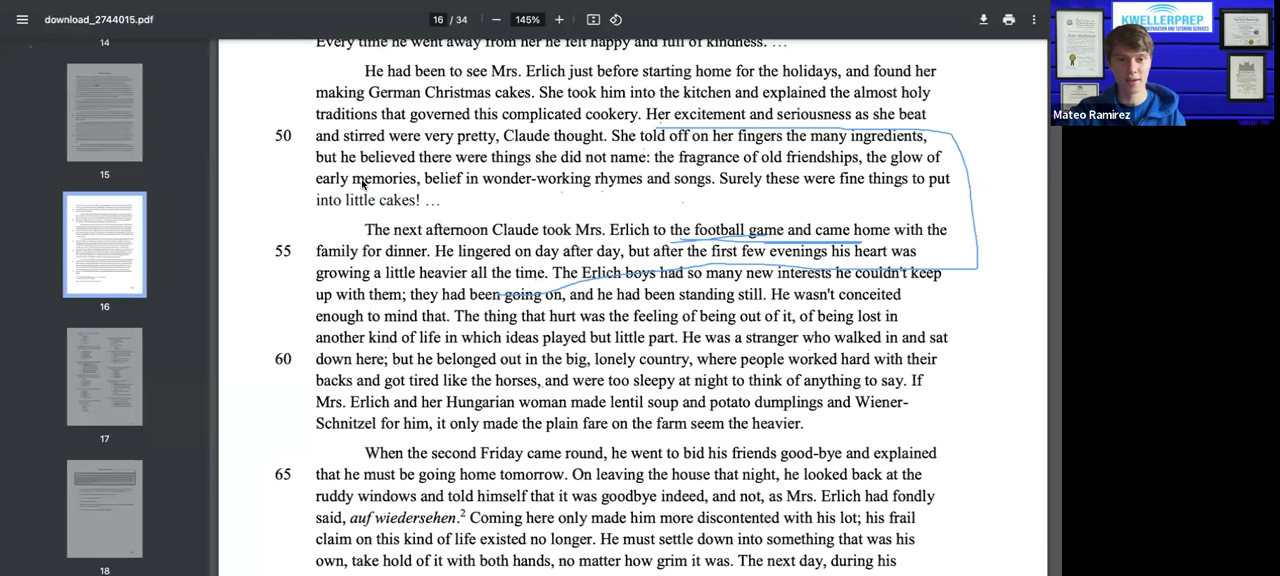 download_2744015.pdf
16 / 34
145%
KWELLERPREP
PREPARATION AND TUTORING SERVICES
Mateo Ramirez
14
15
16
17
18
Every time he went away from her he felt happy and full of kindness. …
He had been to see Mrs. Erlich just before starting home for the holidays, and found her
making German Christmas cakes. She took him into the kitchen and explained the almost holy
traditions that governed this complicated cookery. Her excitement and seriousness as she beat
50 and stirred were very pretty, Claude thought. She told off on her fingers the many ingredients,
but he believed there were things she did not name: the fragrance of old friendships, the glow of
early memories, belief in wonder-working rhymes and songs. Surely these were fine things to put
into little cakes! …
The next afternoon Claude took Mrs. Erlich to the football game and came home with the
55 family for dinner. He lingered on day after day, but after the first few evenings his heart was
growing a little heavier all the time. The Erlich boys had so many new interests he couldn't keep
up with them; they had been going on, and he had been standing still. He wasn't conceited
enough to mind that. The thing that hurt was the feeling of being out of it, of being lost in
another kind of life in which ideas played but little part. He was a stranger who walked in and sat
60 down here; but he belonged out in the big, lonely country, where people worked hard with their
backs and got tired like the horses, and were too sleepy at night to think of anything to say. If
Mrs. Erlich and her Hungarian woman made lentil soup and potato dumplings and Wiener-
Schnitzel for him, it only made the plain fare on the farm seem the heavier.
When the second Friday came round, he went to bid his friends good-bye and explained
65 that he must be going home tomorrow. On leaving the house that night, he looked back at the
ruddy windows and told himself that it was goodbye indeed, and not, as Mrs. Erlich had fondly
said, auf wiedersehen.² Coming here only made him more discontented with his lot; his frail
claim on this kind of life existed no longer. He must settle down into something that was his
own, take hold of it with both hands, no matter how grim it was. The next day, during his